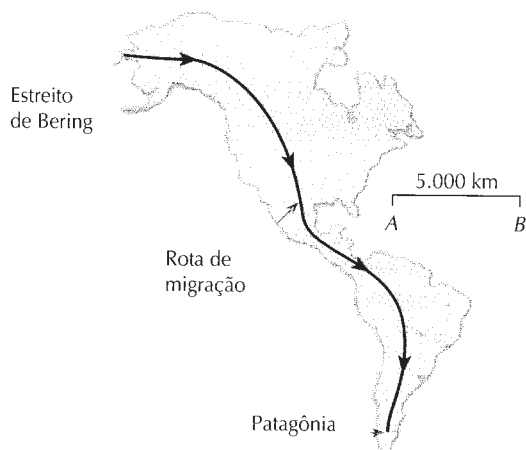 Estreito
de Bering
5.000 km
A B
Rota de
migração
Patagônia